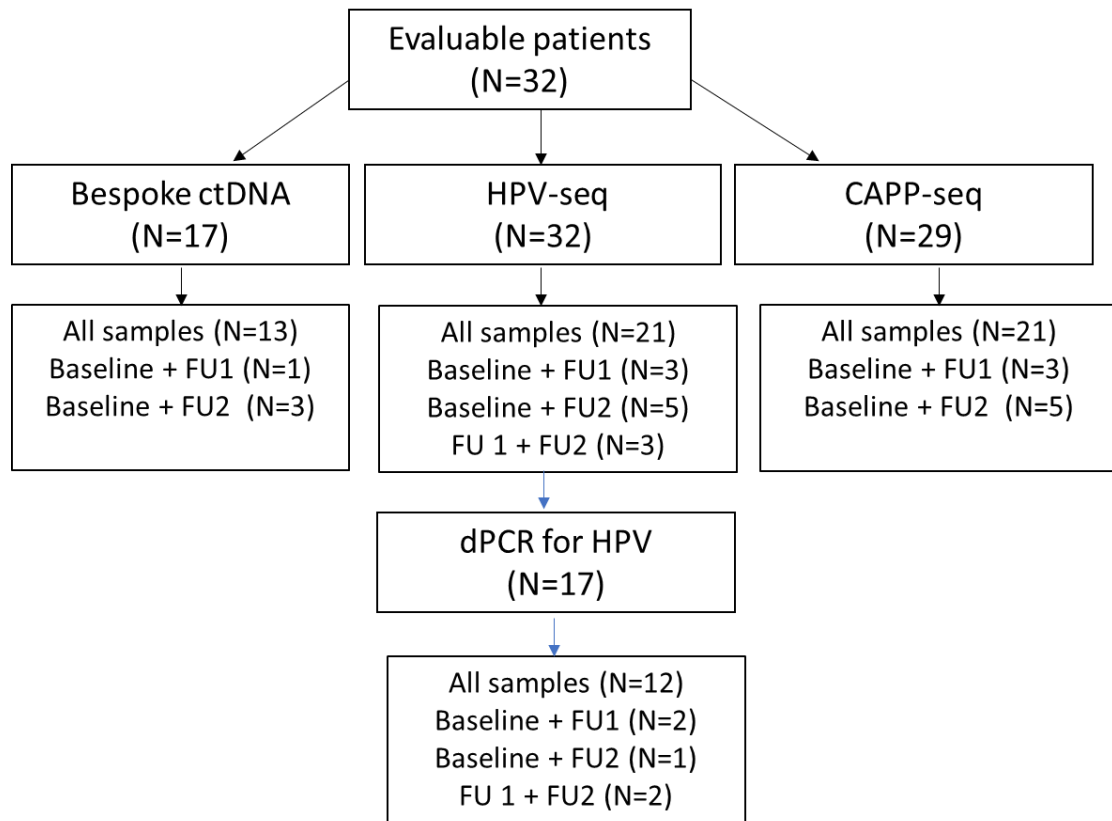 Evaluable patients
(N=32)
Bespoke ctDNA
(N=17)
HPV-seq
(N=32)
CAPP-seq
(N=29)
All samples (N=13)
Baseline + FU1 (N=1)
Baseline + FU2 (N=3)
All samples (N=21)
Baseline + FU1 (N=3)
Baseline + FU2 (N=5)
FU 1 + FU2 (N=3)
All samples (N=21)
Baseline + FU1 (N=3)
Baseline + FU2 (N=5)
dPCR for HPV
(N=17)
All samples (N=12)
Baseline + FU1 (N=2)
Baseline + FU2 (N=1)
FU 1 + FU2 (N=2)